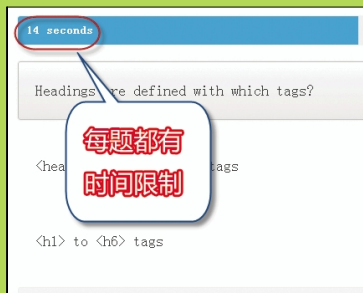 14 seconds
Headings are defined with which tags?
每题都有
时间限制
<hea tags
<h1> to <h6> tags